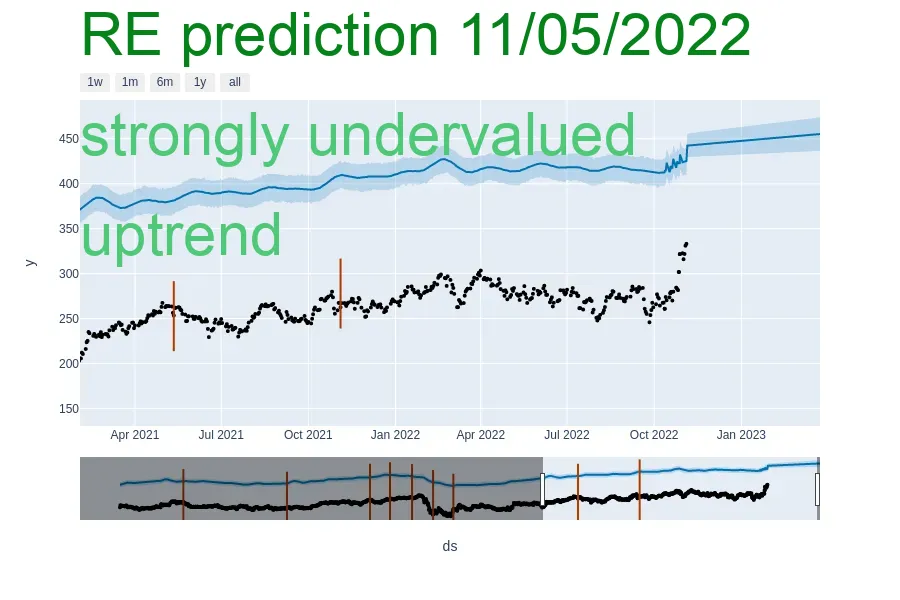 RE prediction 11/05/2022
1w 1m 6m 1y all
strongly undervalued
uptrend
450
400
350
300
250
200
150
y
Apr 2021 Jul 2021 Oct 2021 Jan 2022 Apr 2022 Jul 2022 Oct 2022 Jan 2023
ds